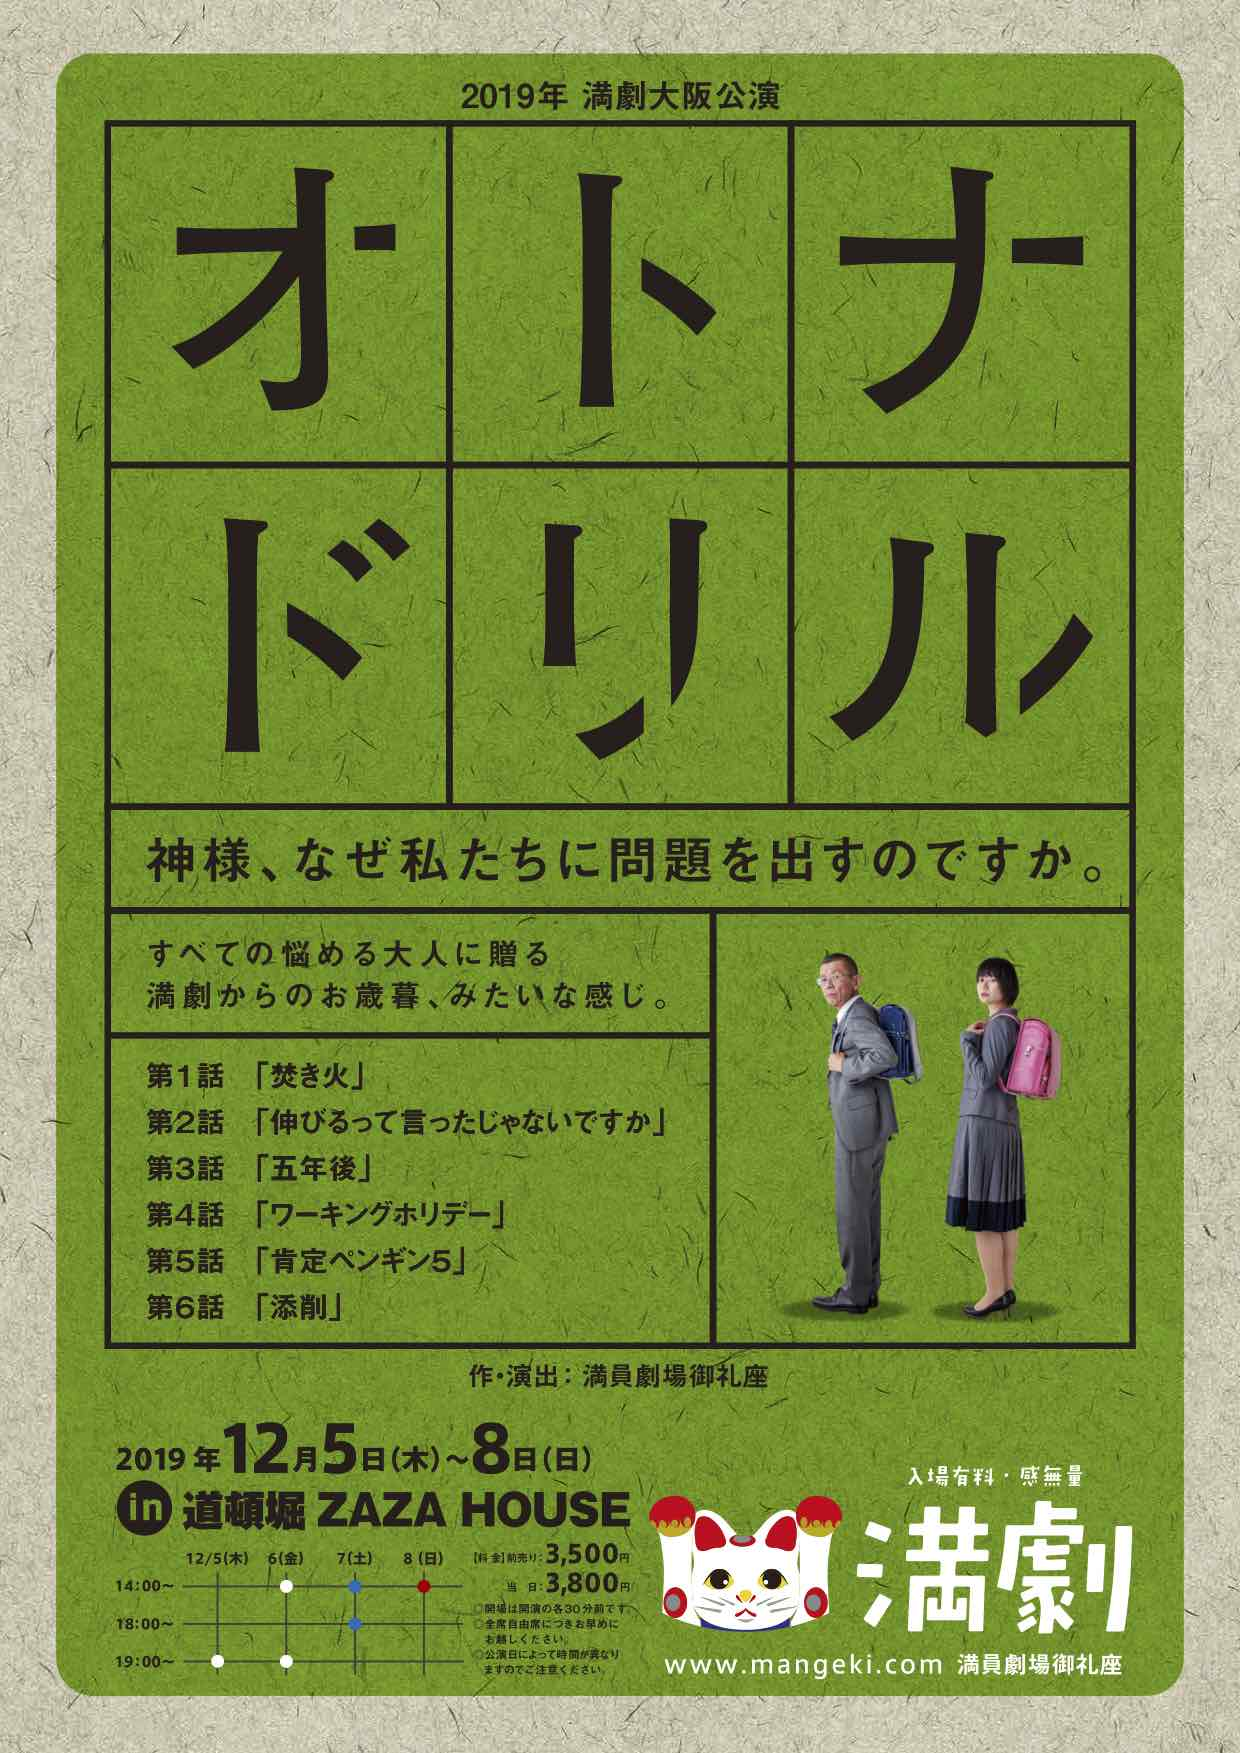 2019年 満劇大阪公演
オトナ
ドリル
神様、なぜ私たちに問題を出すのですか。
すべての悩める大人に贈る
満劇からのお歳暮、みたいな感じ。
第1話 「焚き火」
第2話 「伸びるって言ったじゃないですか」
第3話 「五年後」
第4話 「ワーキングホリデー」
第5話 「肯定ペンギン5」
第6話 「添削」
作・演出：満員劇場御礼座
2019年12月5日(木)～8日(日)
in 道頓堀 ZAZA HOUSE
12/5(木) 6(金) 7(土) 8(日)
14:00～
18:00～
19:00～
[料金]前売り:3,500円
当 日:3,800円
○開場は開演の各30分前です。
○全席自由席につきお早めに
お越しください。
○公演日によって時間が異なり
ますのでご注意ください。
入場有料・感無量
満劇
www.mangeki.com 満員劇場御礼座